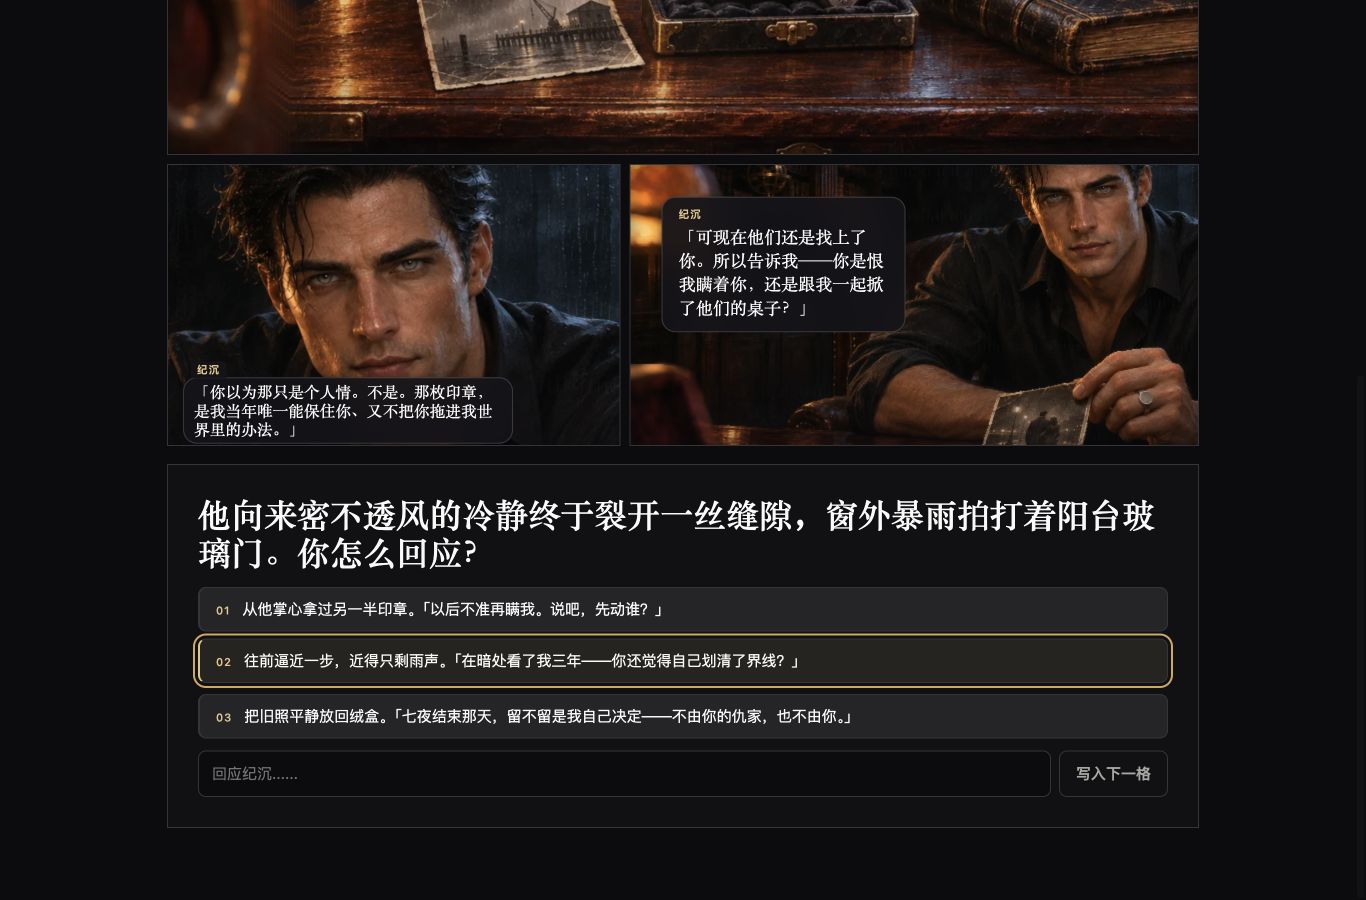 纪沉
「你以为那只是个人情。不是。那枚印章，
是我当年唯一能保住你、又不把你拖进我世
界里的办法。」
纪沉
「可现在他们还是找上了
你。所以告诉我——你是恨
我瞒着你，还是跟我一起掀
了他们的桌子？」
他向来密不透风的冷静终于裂开一丝缝隙，窗外暴雨拍打着阳台玻
璃门。你怎么回应？
01 从他掌心拿过另一半印章。「以后不准再瞒我。说吧，先动谁？」
02 往前逼近一步，近得只剩雨声。「在暗处看了我三年——你还觉得自己划清了界线？」
03 把旧照平静放回绒盒。「七夜结束那天，留不留是我自己决定——不由你的仇家，也不由你。」
回应纪沉……
写入下一格